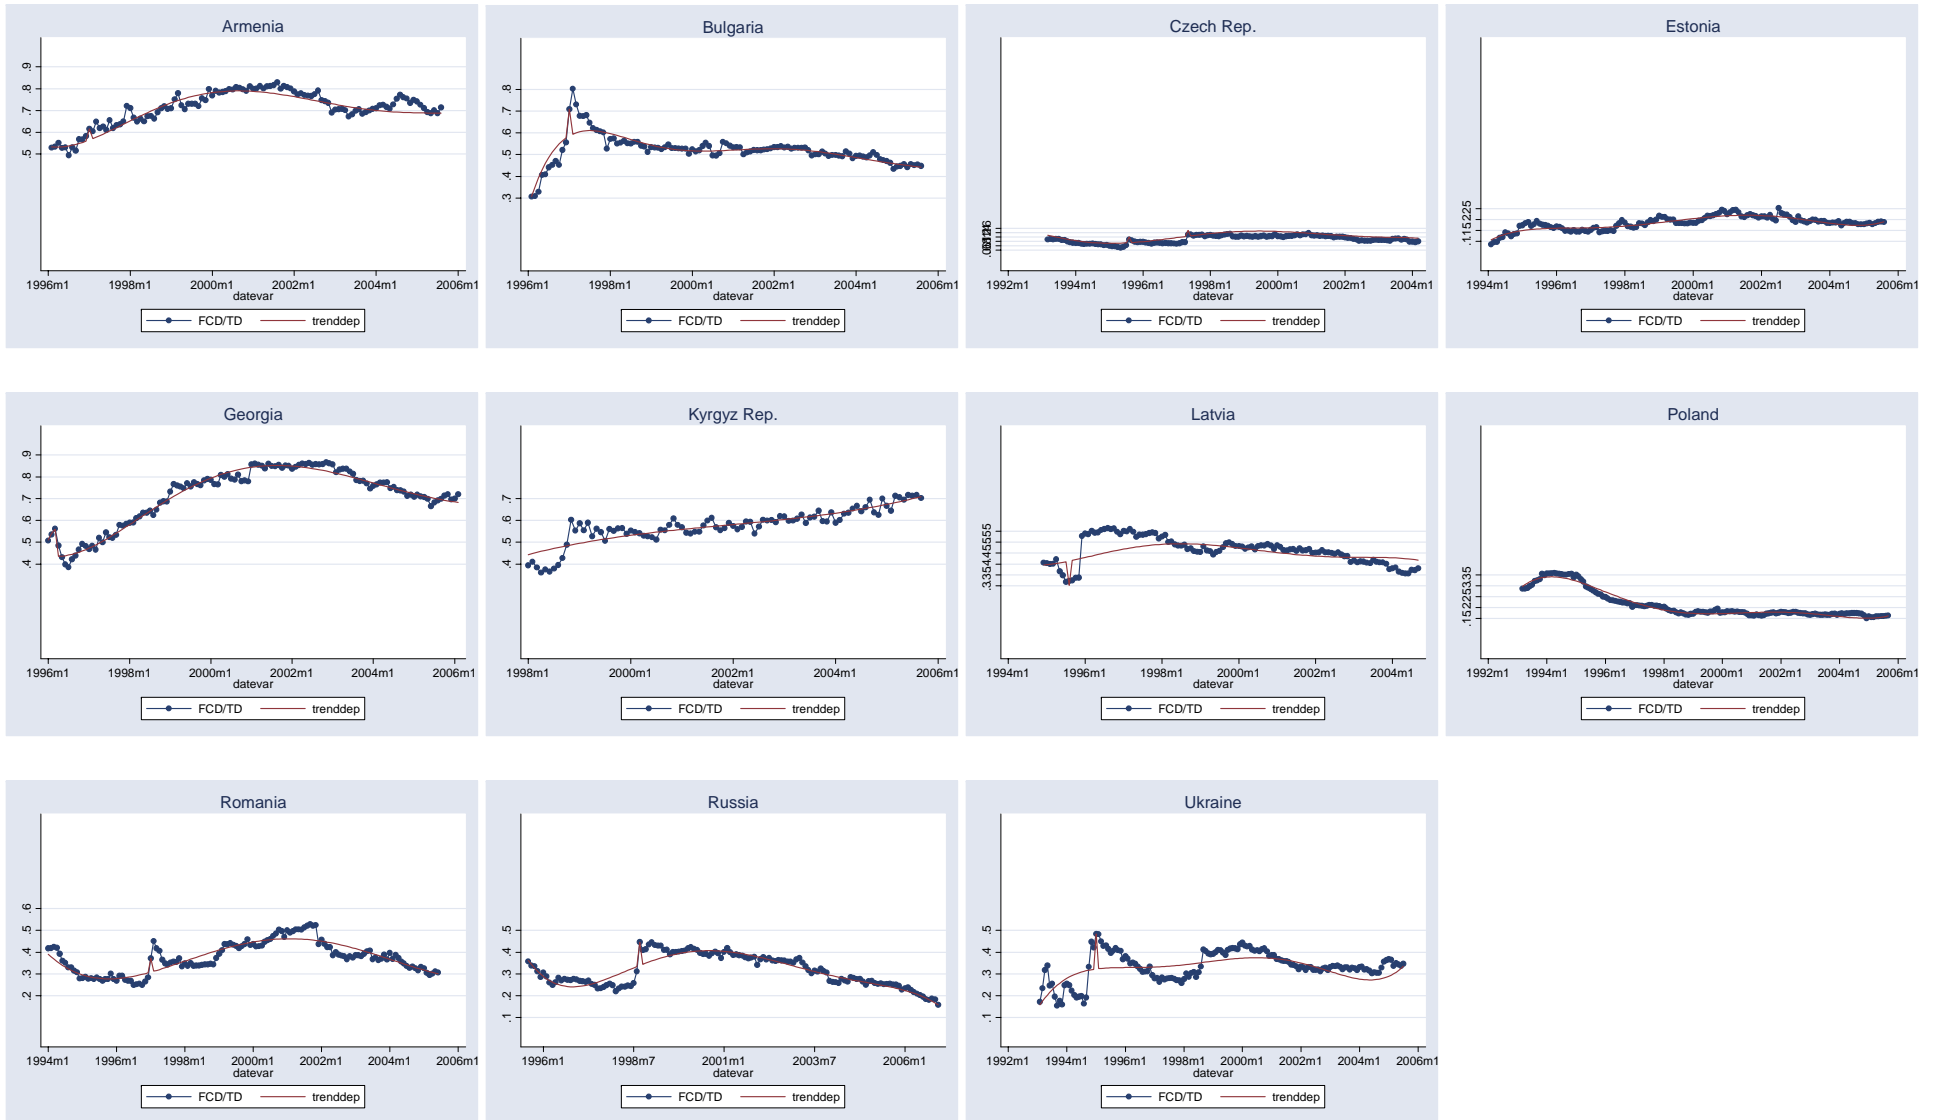 Armenia
.9
.8
.7
.6
.5
1996m1 1998m1 2000m1 2002m1 2004m1 2006m1
datevar
FCD/TD trenddep
Bulgaria
.8
.7
.6
.5
.4
.3
1996m1 1998m1 2000m1 2002m1 2004m1 2006m1
datevar
FCD/TD trenddep
Czech Rep.
1992m1 1994m1 1996m1 1998m1 2000m1 2002m1 2004m1
datevar
FCD/TD trenddep
Estonia
1994m1 1996m1 1998m1 2000m1 2002m1 2004m1 2006m1
datevar
FCD/TD trenddep
Georgia
.9
.8
.7
.6
.5
.4
1996m1 1998m1 2000m1 2002m1 2004m1 2006m1
datevar
FCD/TD trenddep
Kyrgyz Rep.
.7
.6
.5
.4
1998m1 2000m1 2002m1 2004m1 2006m1
datevar
FCD/TD trenddep
Latvia
1994m1 1996m1 1998m1 2000m1 2002m1 2004m1
datevar
FCD/TD trenddep
Poland
1992m1 1994m1 1996m1 1998m1 2000m1 2002m1 2004m1 2006m1
datevar
FCD/TD trenddep
Romania
.6
.5
.4
.3
.2
1994m1 1996m1 1998m1 2000m1 2002m1 2004m1 2006m1
datevar
FCD/TD trenddep
Russia
.5
.4
.3
.2
.1
1996m1 1998m7 2001m1 2003m7 2006m1
datevar
FCD/TD trenddep
Ukraine
.5
.4
.3
.2
.1
1992m1 1994m1 1996m1 1998m1 2000m1 2002m1 2004m1 2006m1
datevar
FCD/TD trenddep